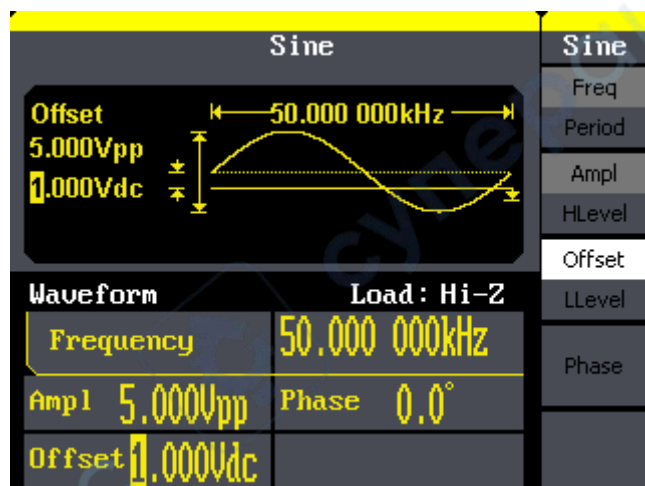 Sine
Sine
Offset
50.000 000kHz
5.000Vpp
1.000Vdc
Freq
Period
Ampl
HLevel
Offset
LLevel
Phase
Waveform
Load: Hi-Z
Frequency
50.000 000kHz
Ampl 5.000Vpp
Phase 0.0°
Offset 1.000Vdc